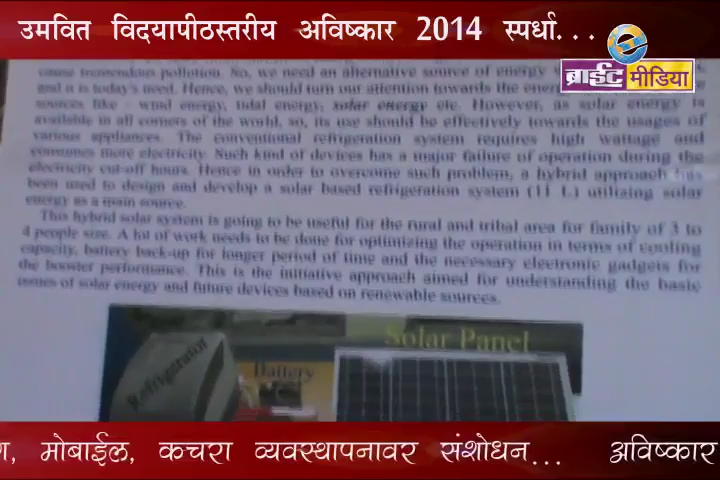 उमवित विदयापीठस्तरीय अविष्कार 2014 स्पर्धा...
ब्राईट मीडिया
cause tremendous pollution. So, we need an alternative source of energy
and it is today's need. Hence, we should turn our attention towards the
sources like - wind energy, tidal energy, solar energy etc. However, as solar energy is
available in all corners of the world, so, its use should be effectively towards the usages of
various appliances. The conventional refrigeration system requires high wattage and
consumes more electricity. Such kind of devices has a major failure of operation during the
electricity cut-off hours. Hence in order to overcome such problem, a hybrid approach has
been used to design and develop a solar based refrigeration system (11 L) utilizing solar
energy as a main source.
This hybrid solar system is going to be useful for the rural and tribal area for family of 3 to
4 people size. A lot of work needs to be done for optimizing the operation in terms of cooling
capacity, battery back-up for longer period of time and the necessary electronic gadgets for
the booster performance. This is the initiative approach aimed for understanding the basic
issues of solar energy and future devices based on renewable sources.
Solar Panel
Refrigerator
Battery
मोबाईल, कचरा व्यवस्थापनावर संशोधन... अविष्कार